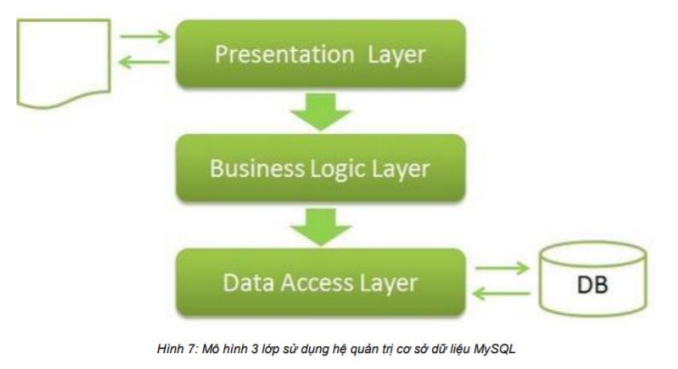 Presentation Layer
Business Logic Layer
Data Access Layer
DB
Hình 7: Mô hình 3 lớp sử dụng hệ quản trị cơ sở dữ liệu MySQL